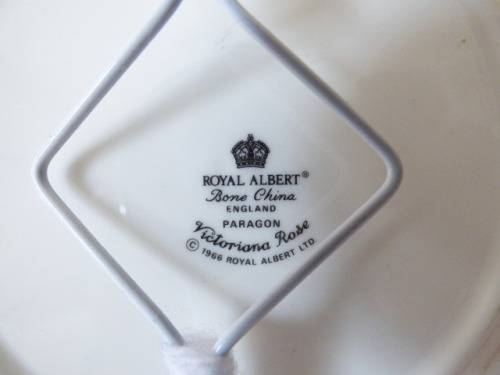 ROYAL ALBERT®
Bone China
ENGLAND
PARAGON
Victoriana Rose
© 1966 ROYAL ALBERT LTD